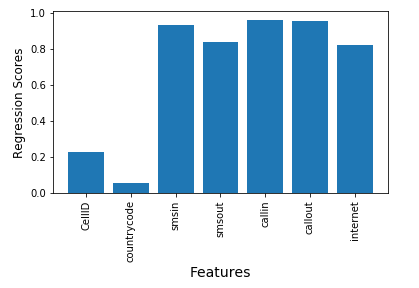 1.0
0.8
0.6
0.4
0.2
0.0
Regression Scores
CellID
countrycode
smsin
smsout
callin
callout
internet
Features